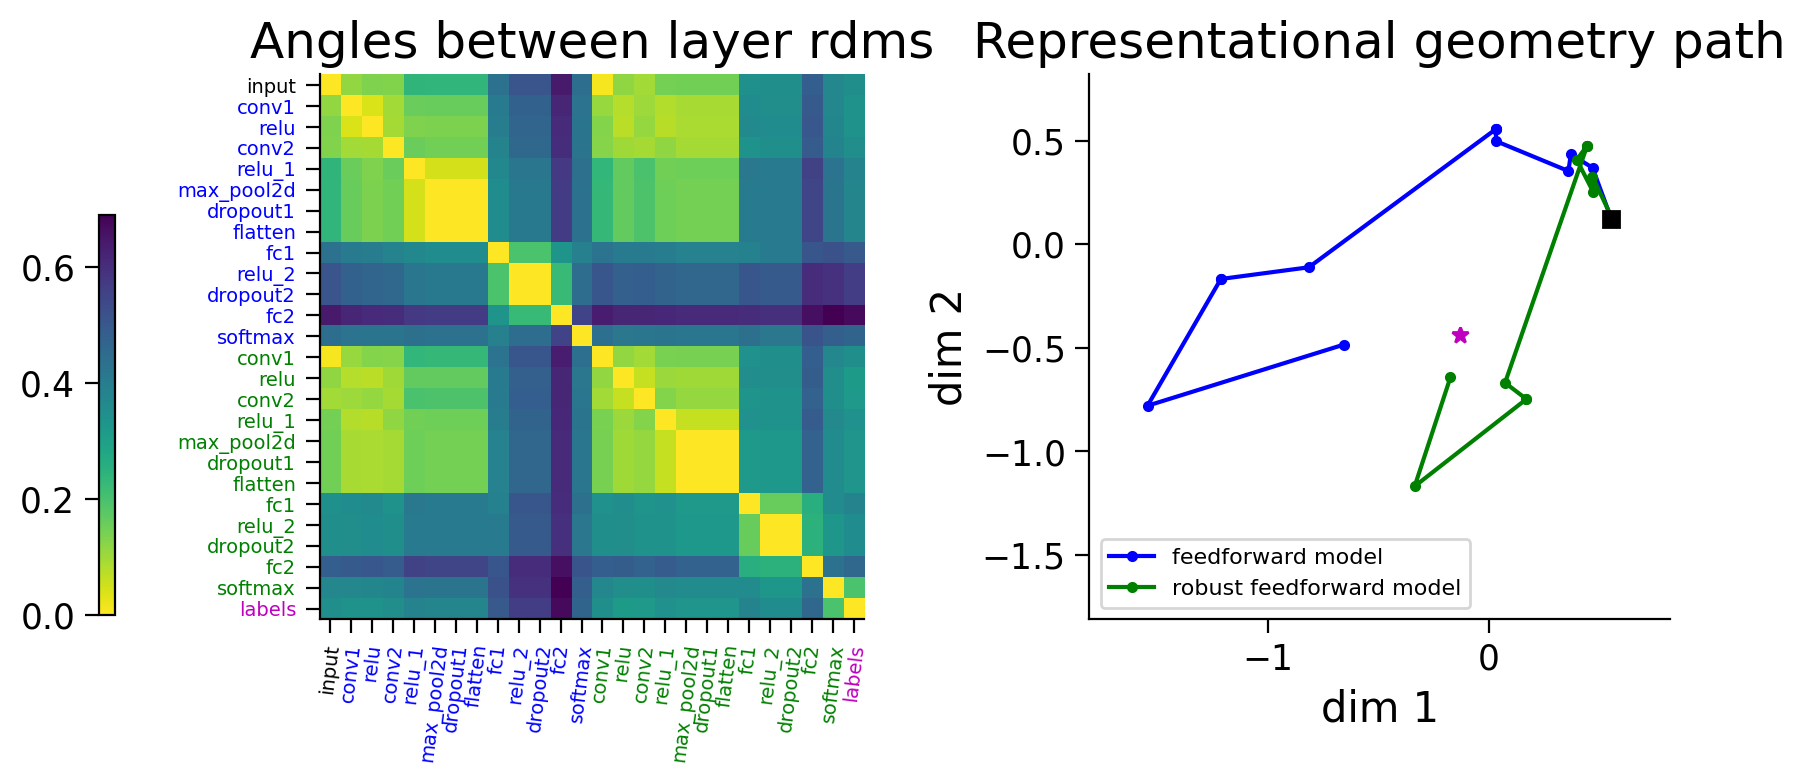 Angles between layer rdms
Representational geometry path
0.6
0.4
0.2
0.0
input
conv1
relu
conv2
relu_1
max_pool2d
dropout1
flatten
fc1
relu_2
dropout2
fc2
softmax
conv1
relu
conv2
relu_1
max_pool2d
dropout1
flatten
fc1
relu_2
dropout2
fc2
softmax
labels
input
conv1
relu
conv2
relu_1
max_pool2d
dropout1
flatten
fc1
relu_2
dropout2
fc2
softmax
conv1
relu
conv2
relu_1
max_pool2d
dropout1
flatten
fc1
relu_2
dropout2
fc2
softmax
labels
dim 2
0.5
0.0
−0.5
−1.0
−1.5
feedforward model
robust feedforward model
−1
0
dim 1